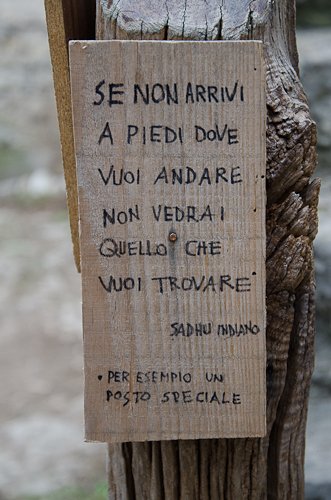 SE NON ARRIVI
A PIEDI DOVE
VUOI ANDARE
NON VEDRAI
QUELLO CHE
VUOI TROVARE*
SADHU INDIANO
• PER ESEMPIO UN
POSTO SPECIALE